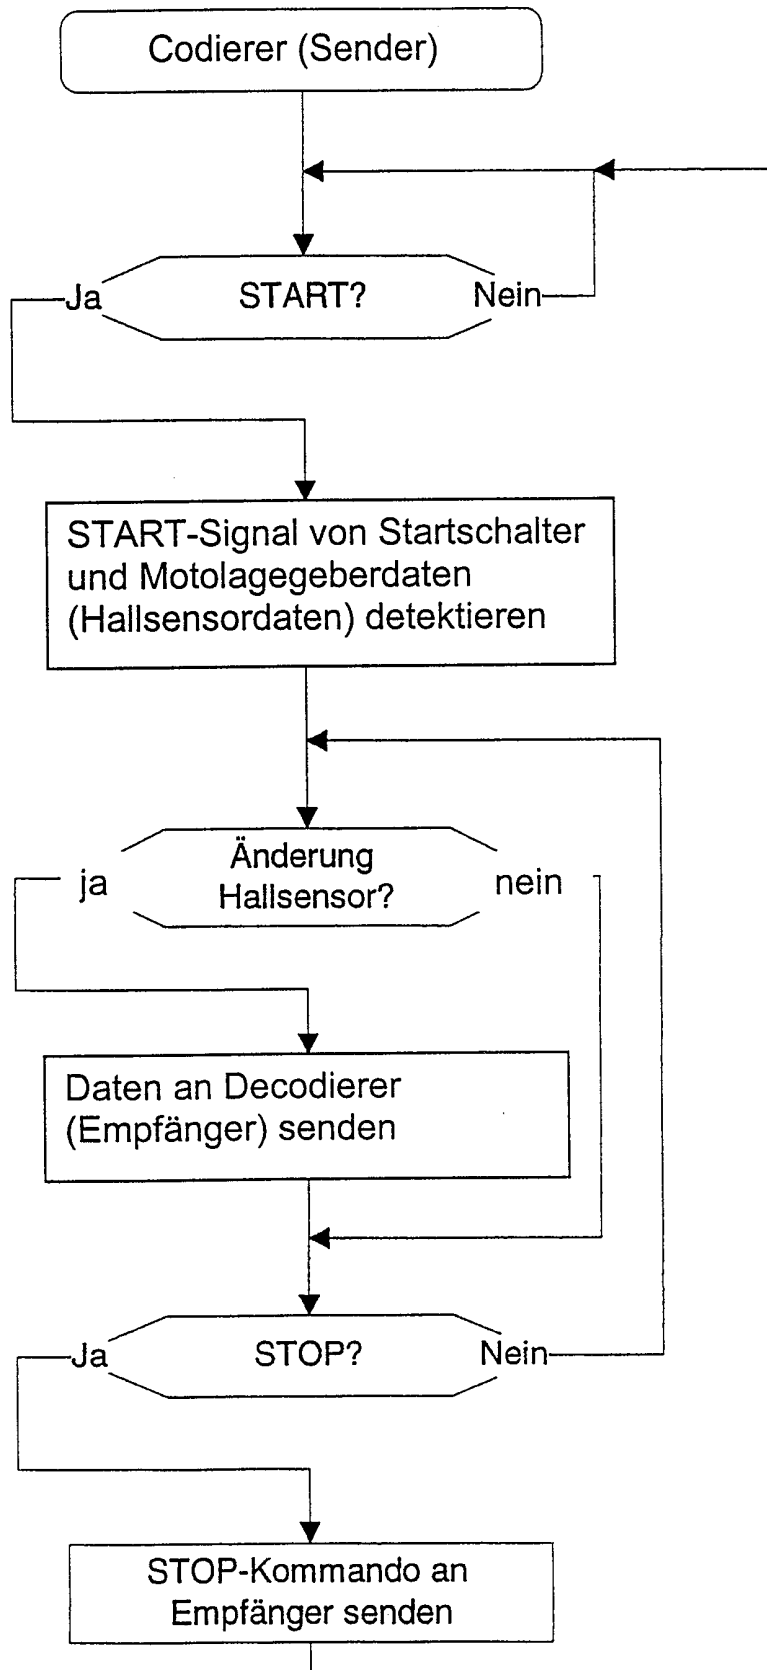 Codierer (Sender)
Ja
START?
Nein
START-Signal von Startschalter
und Motolagegeberdaten
(Hallsensordaten) detektieren
ja
Änderung
Hallsensor?
nein
Daten an Decodierer
(Empfänger) senden
Ja
STOP?
Nein
STOP-Kommando an
Empfänger senden